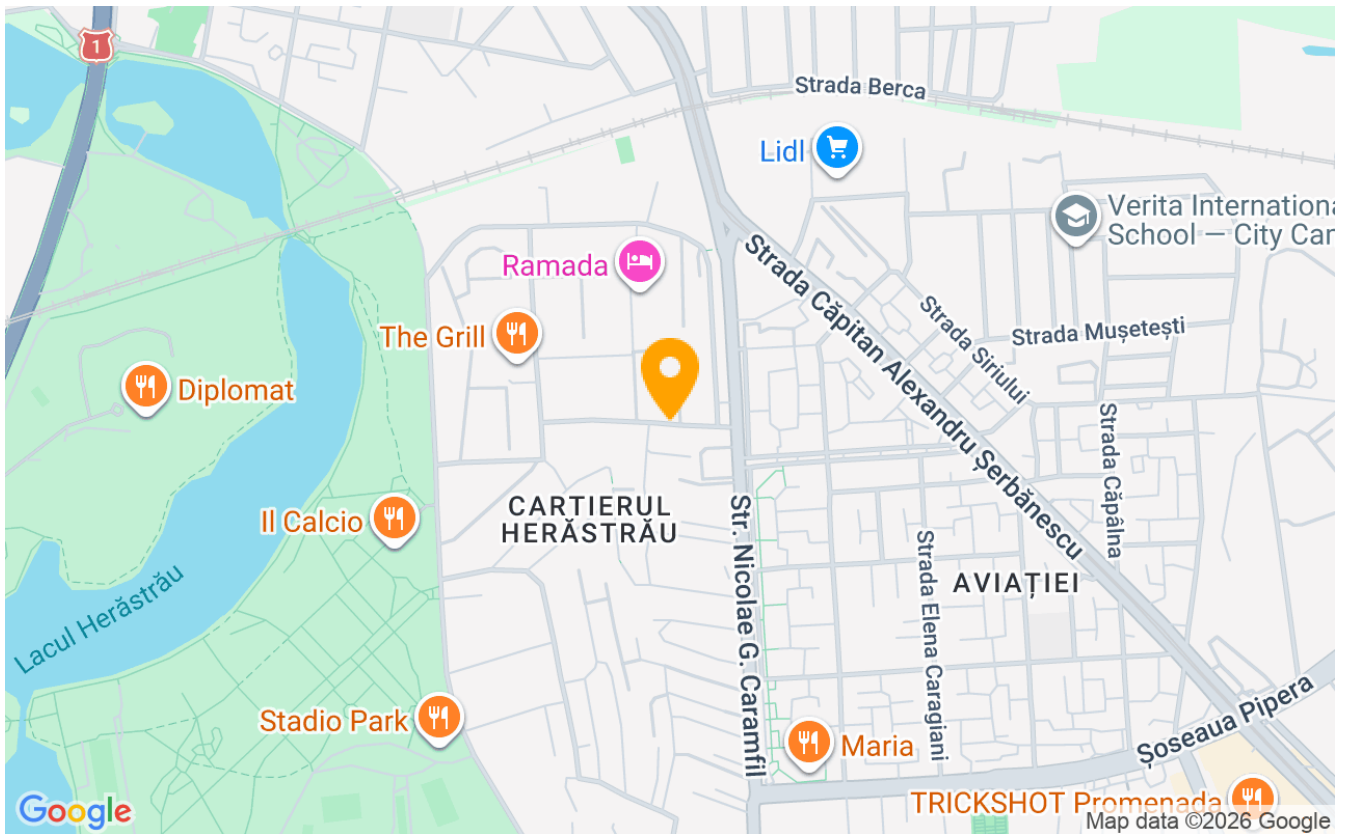 1
Strada Berca
Lidl
Verita Internationa
School — City Car
Ramada
Strada Căpitan Alexandru Șerbănescu
Strada Siriului
Strada Mușetești
The Grill
Diplomat
Strada Căpâlna
Il Calcio
CARTIERUL
HERĂSTRĂU
Str. Nicolae G. Caramfil
Strada Elena Caragiani
AVIAȚIEI
Lacul Herăstrău
Stadio Park
Maria
Șoseaua Pipera
TRICKSHOT Promenada
Google
Map data ©2026 Google